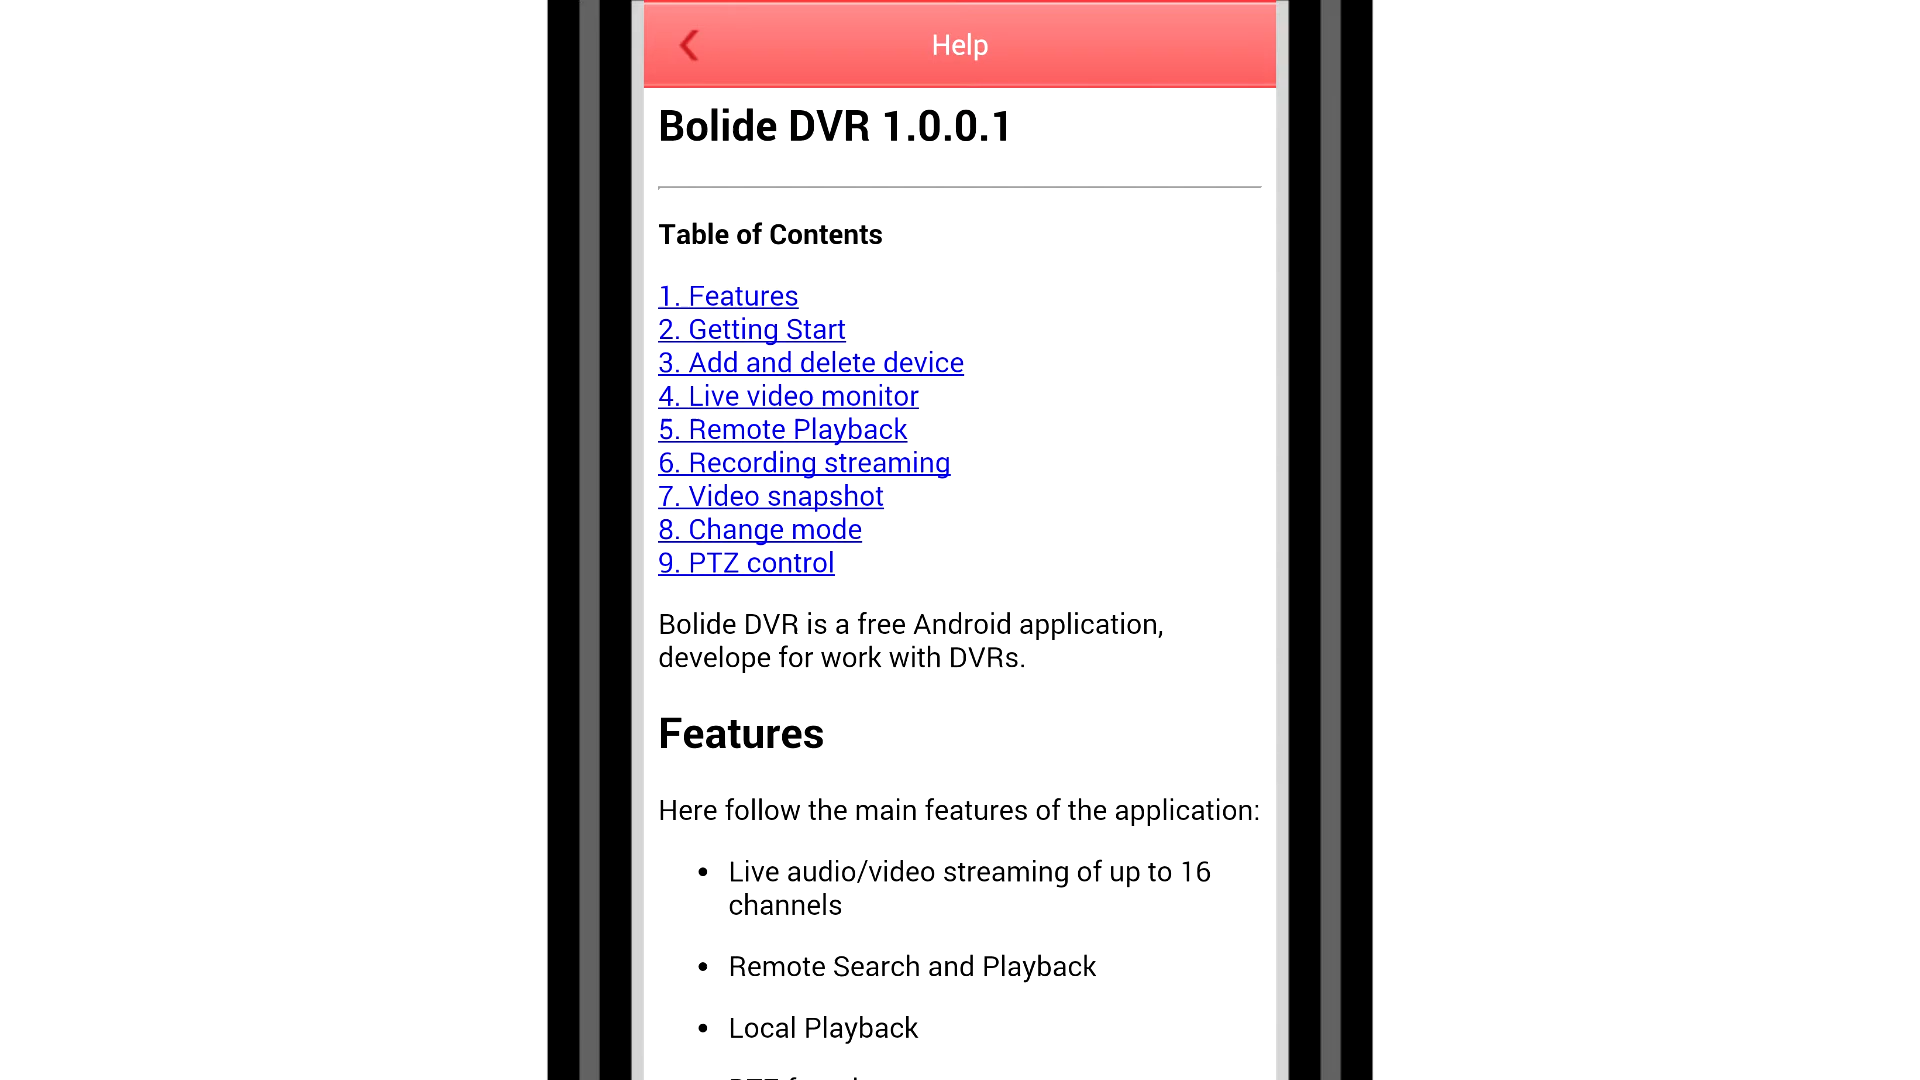 Help
Bolide DVR 1.0.0.1
Table of Contents
1. Features
2. Getting Start
3. Add and delete device
4. Live video monitor
5. Remote Playback
6. Recording streaming
7. Video snapshot
8. Change mode
9. PTZ control
Bolide DVR is a free Android application,
develope for work with DVRs.
Features
Here follow the main features of the application:
• Live audio/video streaming of up to 16
channels
• Remote Search and Playback
• Local Playback